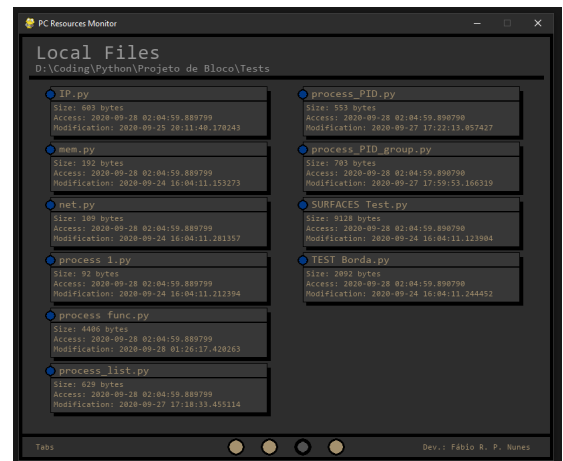 PC Resources Monitor
Local Files
D:\Coding\Python\Projeto de Bloco\Tests
IP.py
Size: 603 bytes
Access: 2020-09-28 02:04:59.889799
Modification: 2020-09-25 20:11:40.170243
mem.py
Size: 192 bytes
Access: 2020-09-28 02:04:59.889799
Modification: 2020-09-24 16:04:11.153273
net.py
Size: 109 bytes
Access: 2020-09-28 02:04:59.889799
Modification: 2020-09-24 16:04:11.281357
process 1.py
Size: 92 bytes
Access: 2020-09-28 02:04:59.889799
Modification: 2020-09-24 16:04:11.212394
process func.py
Size: 4406 bytes
Access: 2020-09-28 02:04:59.889799
Modification: 2020-09-28 01:26:17.420263
process_list.py
Size: 629 bytes
Access: 2020-09-28 02:04:59.889799
Modification: 2020-09-27 17:18:33.455114
process_PID.py
Size: 553 bytes
Access: 2020-09-28 02:04:59.890790
Modification: 2020-09-27 17:22:13.057427
process_PID_group.py
Size: 703 bytes
Access: 2020-09-28 02:04:59.890790
Modification: 2020-09-27 17:59:53.166319
SURFACES Test.py
Size: 9128 bytes
Access: 2020-09-28 02:04:59.890790
Modification: 2020-09-24 16:04:11.123904
TEST Borda.py
Size: 2092 bytes
Access: 2020-09-28 02:04:59.890790
Modification: 2020-09-24 16:04:11.244452
Tabs
Dev.: Fábio R. P. Nunes